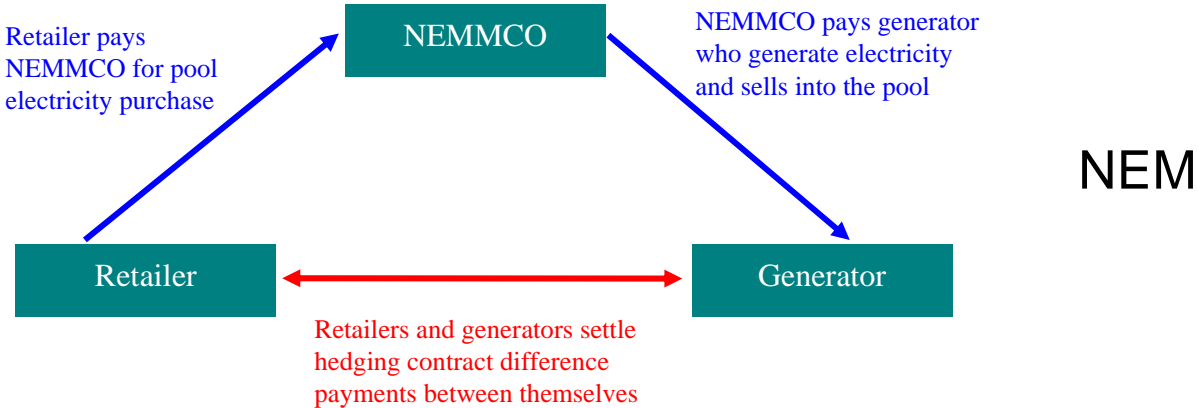 Retailer pays
NEMMCO for pool
electricity purchase
NEMMCO
NEMMCO pays generator
who generate electricity
and sells into the pool
NEM
Retailer
Generator
Retailers and generators settle
hedging contract difference
payments between themselves